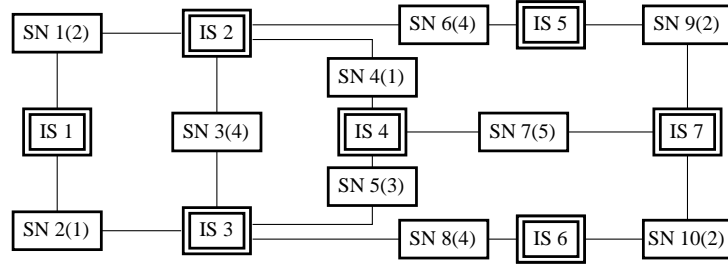 SN 1(2)
IS 2
SN 6(4)
IS 5
SN 9(2)
SN 4(1)
IS 1
SN 3(4)
IS 4
SN 7(5)
IS 7
SN 5(3)
SN 2(1)
IS 3
SN 8(4)
IS 6
SN 10(2)